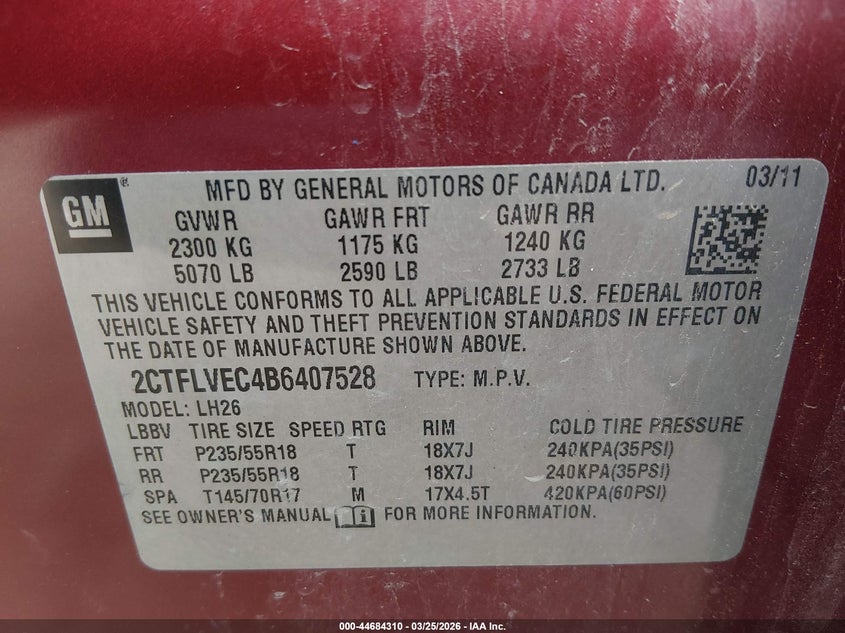 GM ® MFD BY GENERAL MOTORS OF CANADA LTD. 03/11
GVWR GAWR FRT GAWR RR
2300 KG 1175 KG 1240 KG
5070 LB 2590 LB 2733 LB
THIS VEHICLE CONFORMS TO ALL APPLICABLE U.S. FEDERAL MOTOR
VEHICLE SAFETY AND THEFT PREVENTION STANDARDS IN EFFECT ON
THE DATE OF MANUFACTURE SHOWN ABOVE.
2CTFLVEC4B6407528 TYPE: M.P.V.
MODEL: LH26
LBBV TIRE SIZE SPEED RTG RIM COLD TIRE PRESSURE
FRT P235/55R18 T 18X7J 240KPA(35PSI)
RR P235/55R18 T 18X7J 240KPA(35PSI)
SPA T145/70R17 M 17X4.5T 420KPA(60PSI)
SEE OWNER'S MANUAL i FOR MORE INFORMATION.
000-44684310 — 03/25/2026 — IAA Inc.